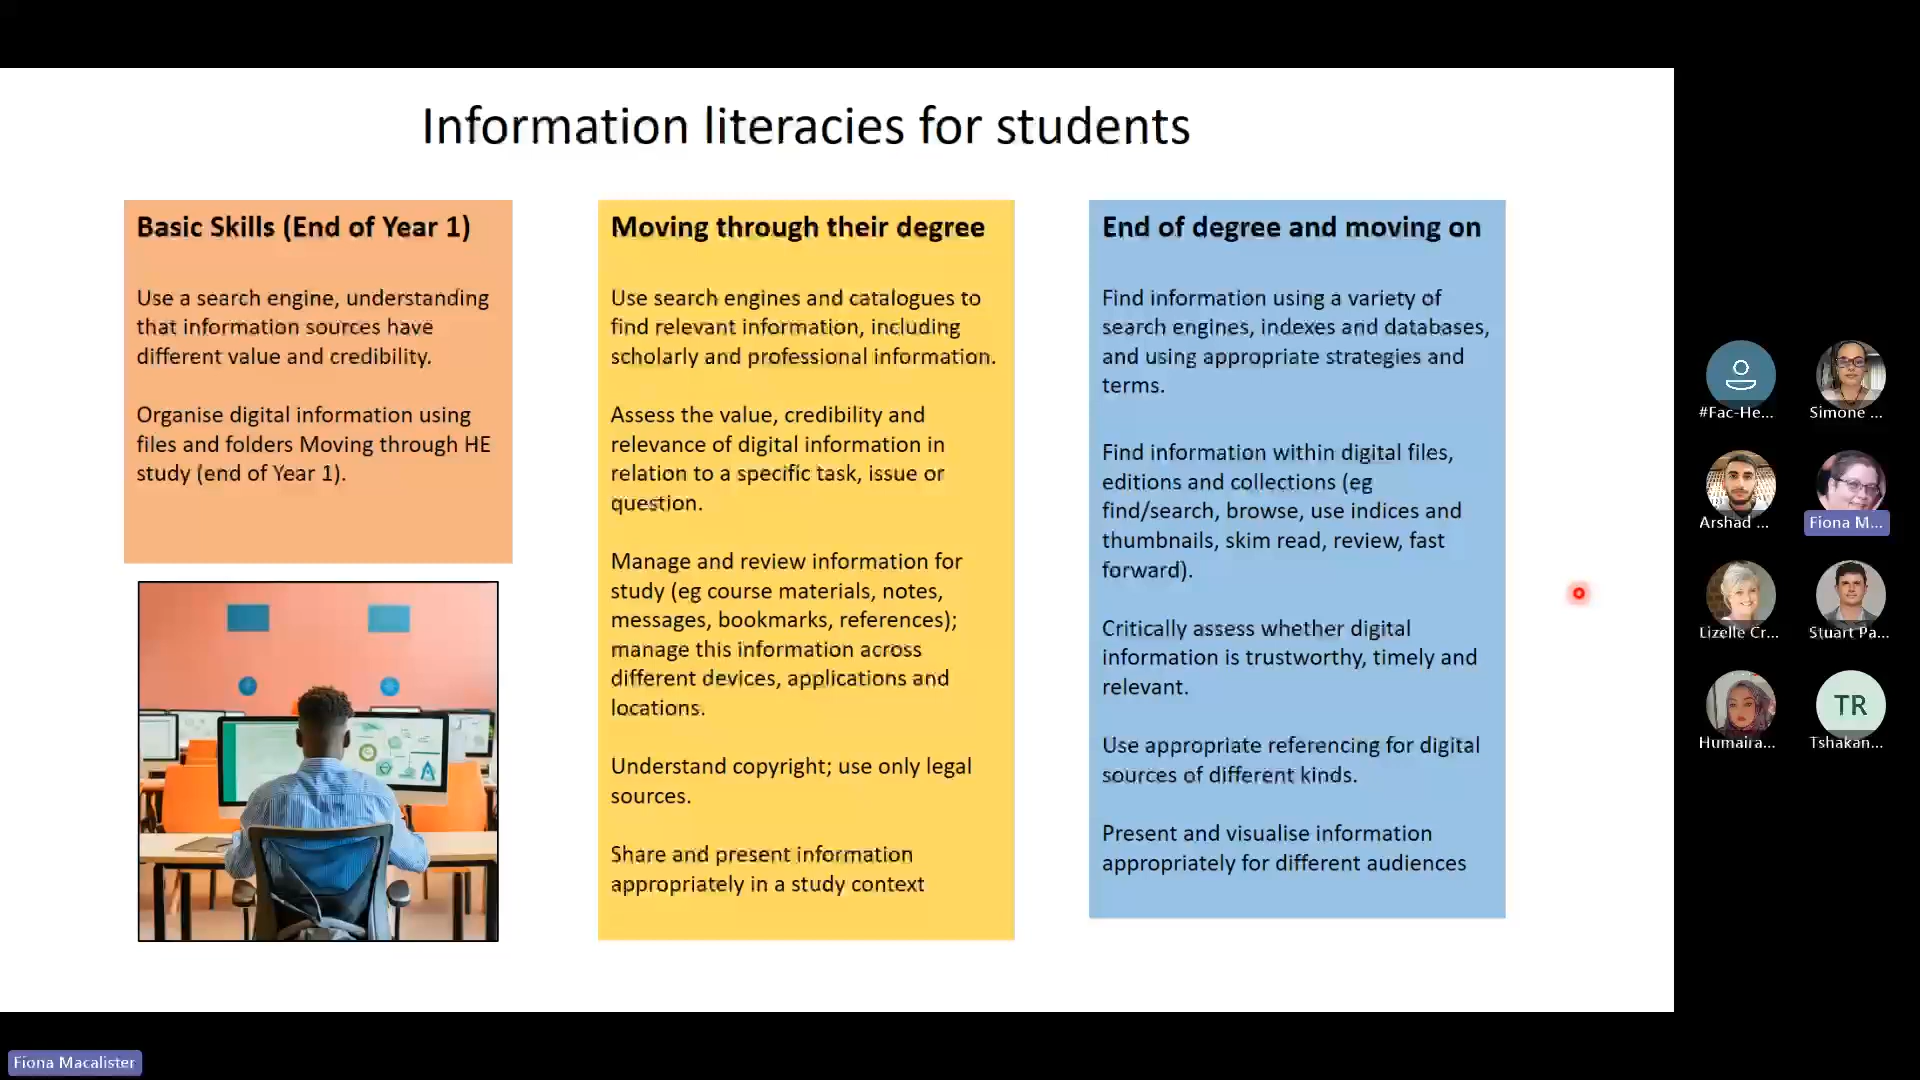 Information literacies for students
Basic Skills (End of Year 1)
Use a search engine, understanding
that information sources have
different value and credibility.
Organise digital information using
files and folders Moving through HE
study (end of Year 1).
Moving through their degree
Use search engines and catalogues to
find relevant information, including
scholarly and professional information.
Assess the value, credibility and
relevance of digital information in
relation to a specific task, issue or
question.
Manage and review information for
study (eg course materials, notes,
messages, bookmarks, references);
manage this information across
different devices, applications and
locations.
Understand copyright; use only legal
sources.
Share and present information
appropriately in a study context
End of degree and moving on
Find information using a variety of
search engines, indexes and databases,
and using appropriate strategies and
terms.
Find information within digital files,
editions and collections (eg
find/search, browse, use indices and
thumbnails, skim read, review, fast
forward).
Critically assess whether digital
information is trustworthy, timely and
relevant.
Use appropriate referencing for digital
sources of different kinds.
Present and visualise information
appropriately for different audiences
#Fac-He...
Simone ...
Arshad ...
Fiona M...
Lizelle Cr...
Stuart Pa...
Humaira...
TR
Tshakan...
Fiona Macalister